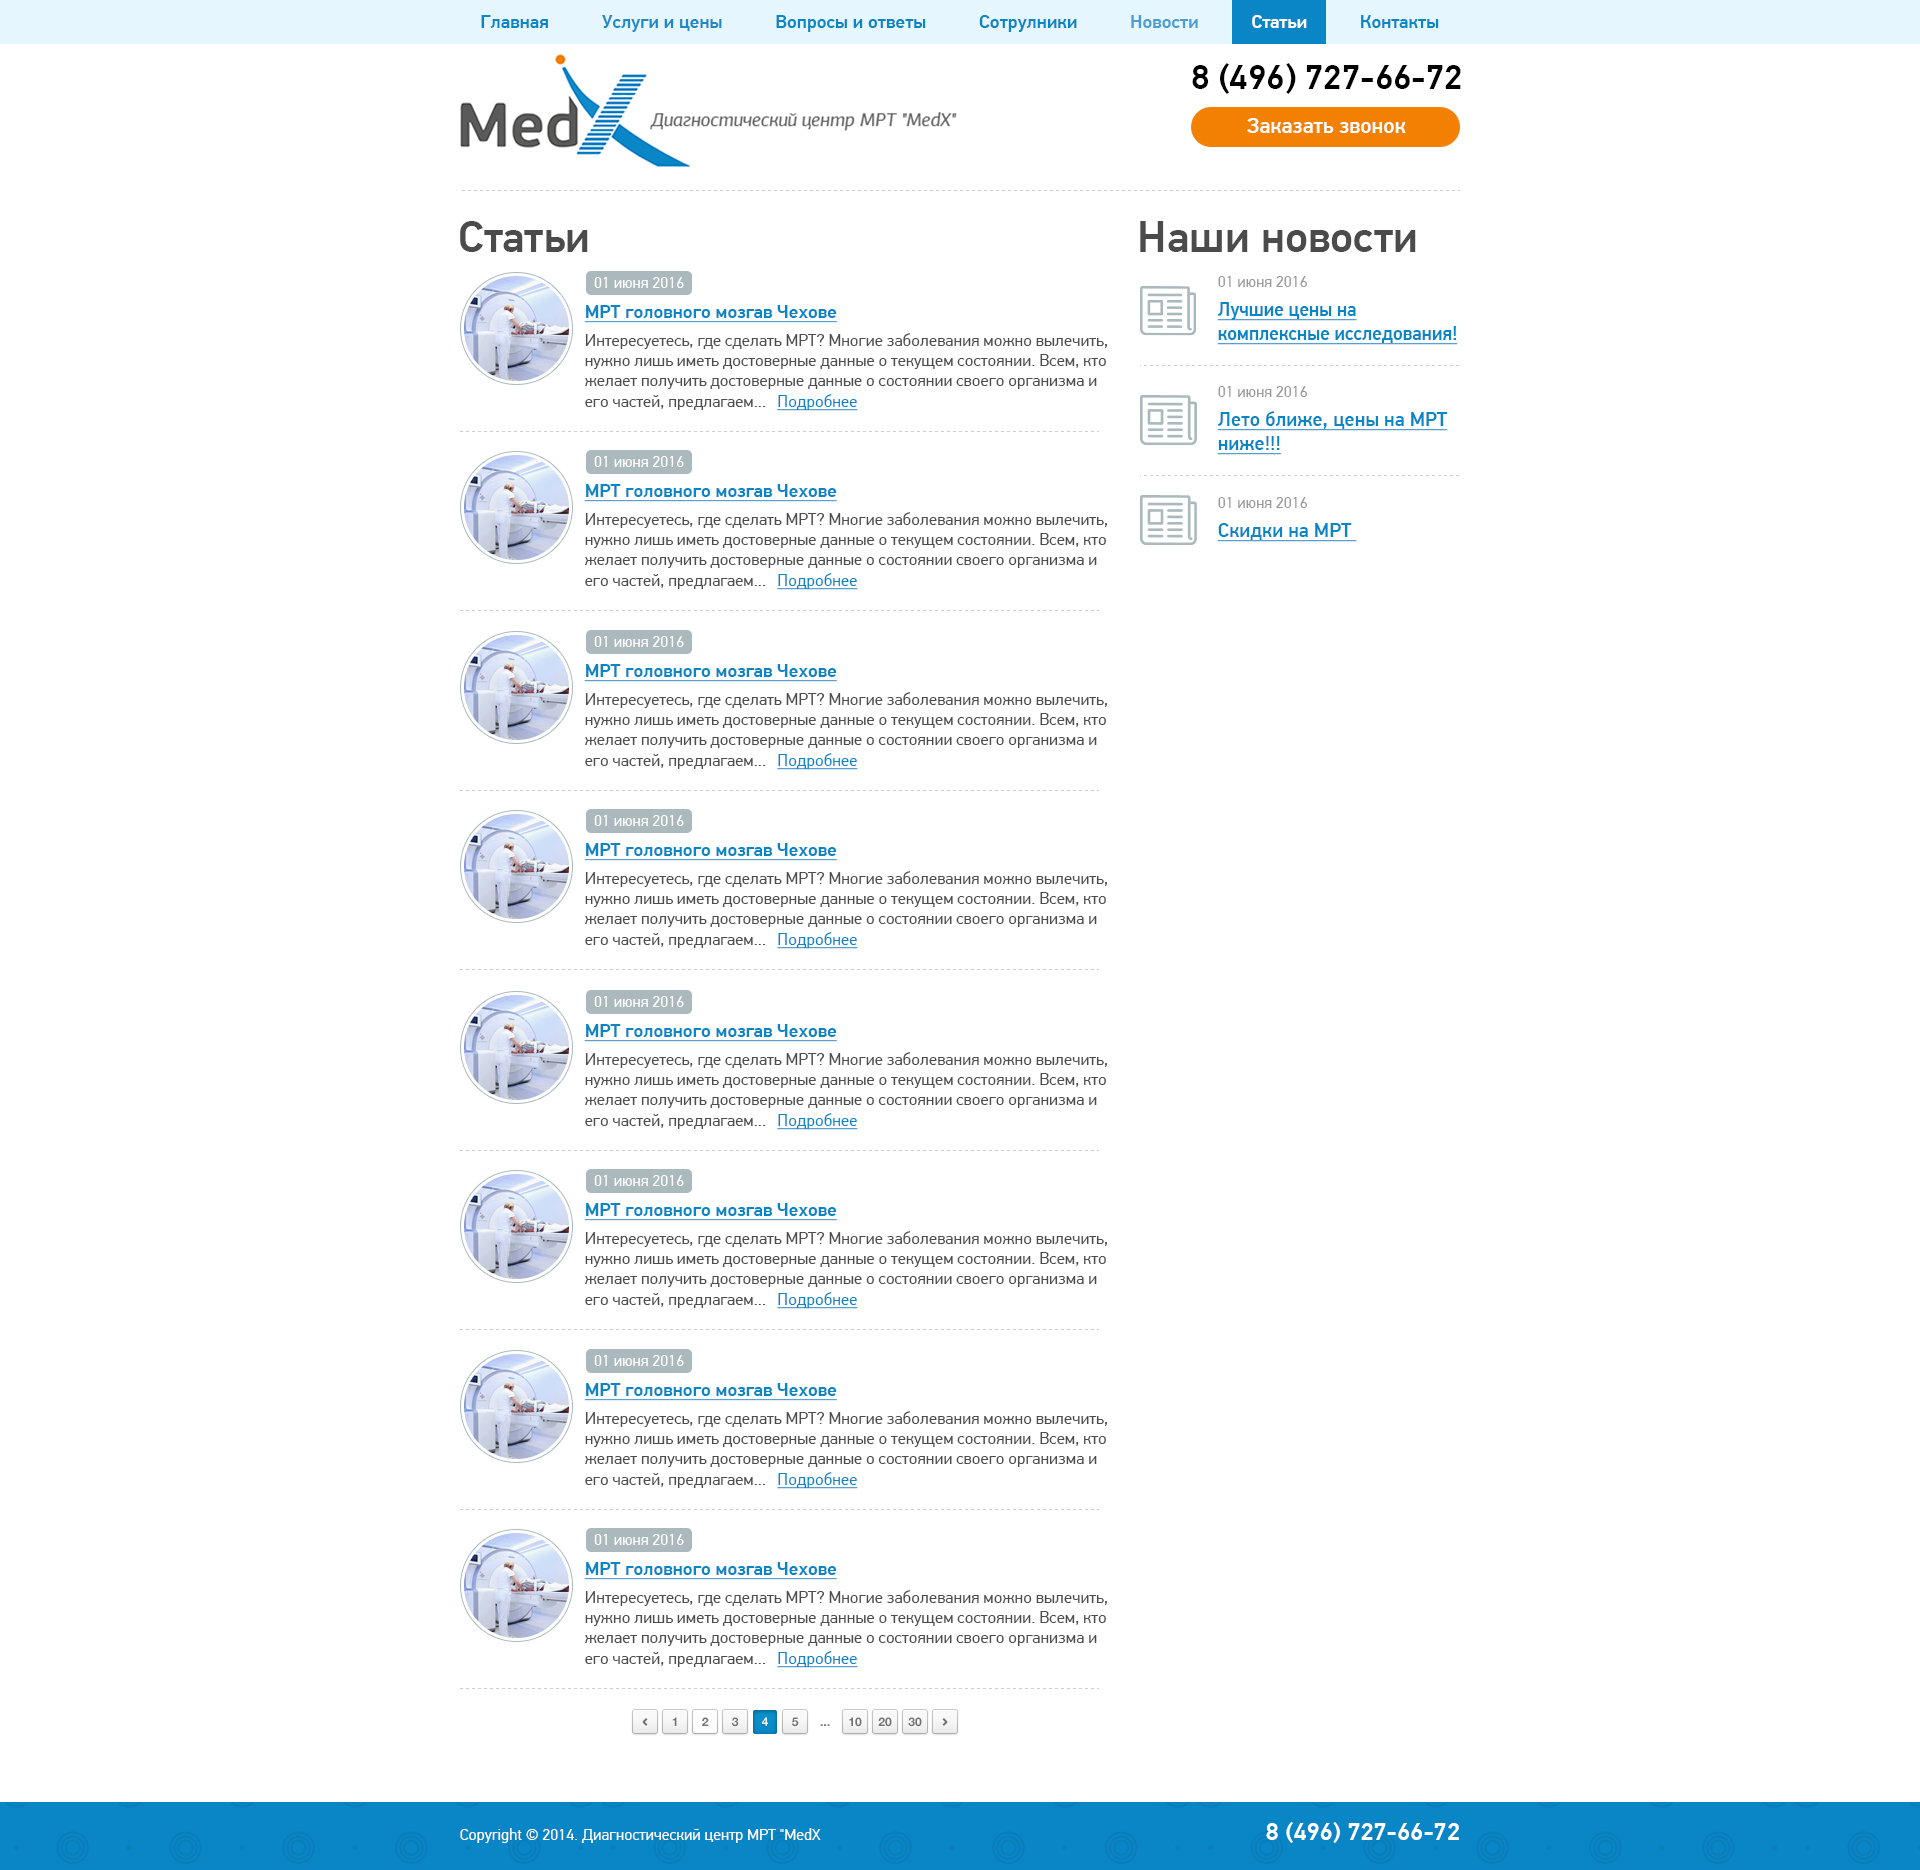 Главная Услуги и цены Вопросы и ответы Сотрулники Новости Статьи Контакты
MedX
Диагностический центр МРТ "MedX"
8 (496) 727-66-72
Заказать звонок
Статьи
01 июня 2016
МРТ головного мозгав Чехове
Интересуетесь, где сделать МРТ? Многие заболевания можно вылечить,
нужно лишь иметь достоверные данные о текущем состоянии. Всем, кто
желает получить достоверные данные о состоянии своего организма и
его частей, предлагаем... Подробнее
01 июня 2016
МРТ головного мозгав Чехове
Интересуетесь, где сделать МРТ? Многие заболевания можно вылечить,
нужно лишь иметь достоверные данные о текущем состоянии. Всем, кто
желает получить достоверные данные о состоянии своего организма и
его частей, предлагаем... Подробнее
01 июня 2016
МРТ головного мозгав Чехове
Интересуетесь, где сделать МРТ? Многие заболевания можно вылечить,
нужно лишь иметь достоверные данные о текущем состоянии. Всем, кто
желает получить достоверные данные о состоянии своего организма и
его частей, предлагаем... Подробнее
01 июня 2016
МРТ головного мозгав Чехове
Интересуетесь, где сделать МРТ? Многие заболевания можно вылечить,
нужно лишь иметь достоверные данные о текущем состоянии. Всем, кто
желает получить достоверные данные о состоянии своего организма и
его частей, предлагаем... Подробнее
01 июня 2016
МРТ головного мозгав Чехове
Интересуетесь, где сделать МРТ? Многие заболевания можно вылечить,
нужно лишь иметь достоверные данные о текущем состоянии. Всем, кто
желает получить достоверные данные о состоянии своего организма и
его частей, предлагаем... Подробнее
01 июня 2016
МРТ головного мозгав Чехове
Интересуетесь, где сделать МРТ? Многие заболевания можно вылечить,
нужно лишь иметь достоверные данные о текущем состоянии. Всем, кто
желает получить достоверные данные о состоянии своего организма и
его частей, предлагаем... Подробнее
01 июня 2016
МРТ головного мозгав Чехове
Интересуетесь, где сделать МРТ? Многие заболевания можно вылечить,
нужно лишь иметь достоверные данные о текущем состоянии. Всем, кто
желает получить достоверные данные о состоянии своего организма и
его частей, предлагаем... Подробнее
01 июня 2016
МРТ головного мозгав Чехове
Интересуетесь, где сделать МРТ? Многие заболевания можно вылечить,
нужно лишь иметь достоверные данные о текущем состоянии. Всем, кто
желает получить достоверные данные о состоянии своего организма и
его частей, предлагаем... Подробнее
‹ 1 2 3 4 5 ... 10 20 30 ›
Наши новости
01 июня 2016
Лучшие цены на
комплексные исследования!
01 июня 2016
Лето ближе, цены на МРТ
ниже!!!
01 июня 2016
Скидки на МРТ
Copyright © 2014. Диагностический центр МРТ "MedX
8 (496) 727-66-72